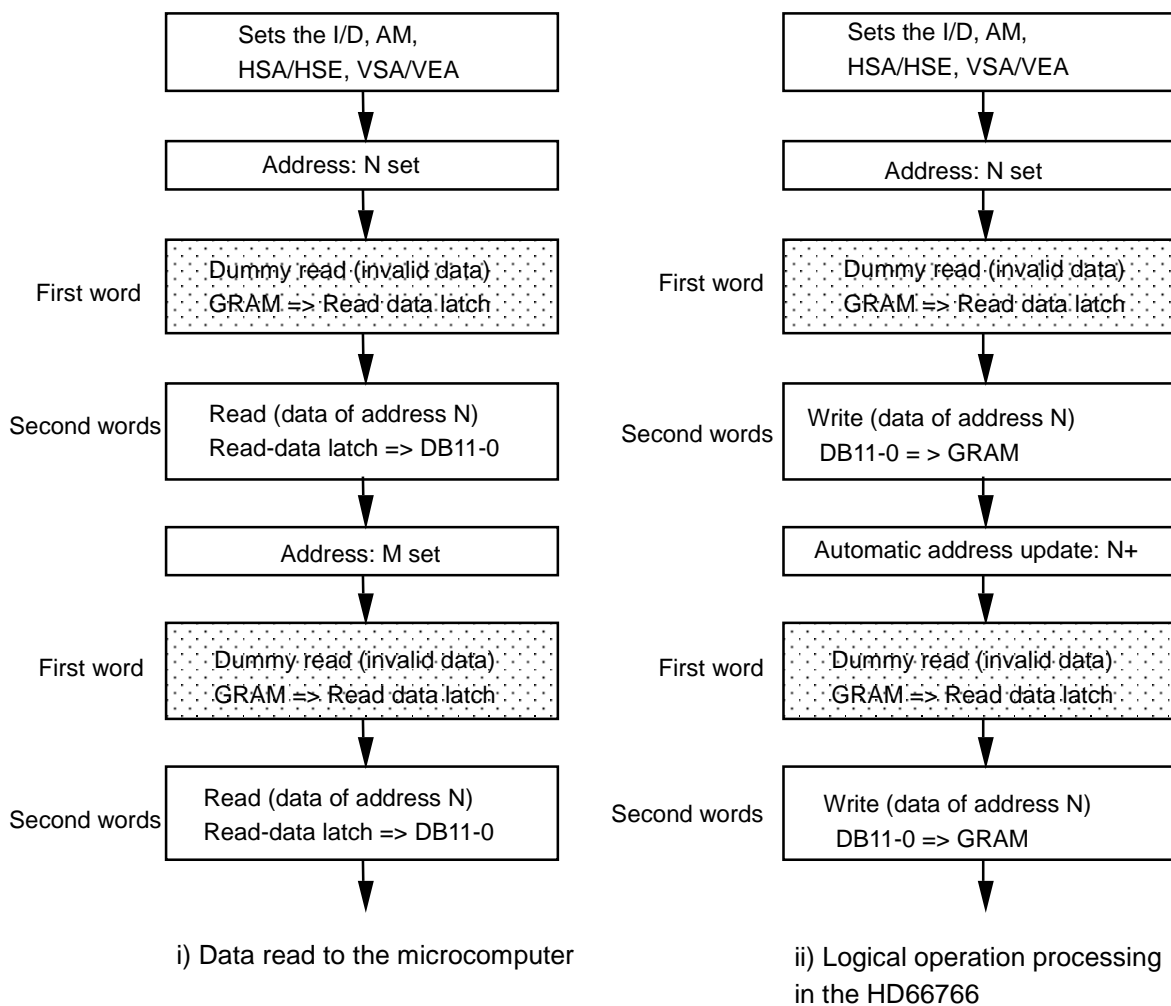 Sets the I/D, AM,
HSA/HSE, VSA/VEA
Address: N set
First word
Dummy read (invalid data)
GRAM => Read data latch
Second words
Read (data of address N)
Read-data latch => DB11-0
Address: M set
First word
Dummy read (invalid data)
GRAM => Read data latch
Second words
Read (data of address N)
Read-data latch => DB11-0
i) Data read to the microcomputer
Sets the I/D, AM,
HSA/HSE, VSA/VEA
Address: N set
First word
Dummy read (invalid data)
GRAM => Read data latch
Second words
Write (data of address N)
DB11-0 = > GRAM
Automatic address update: N+
First word
Dummy read (invalid data)
GRAM => Read data latch
Second words
Write (data of address N)
DB11-0 => GRAM
ii) Logical operation processing
in the HD66766